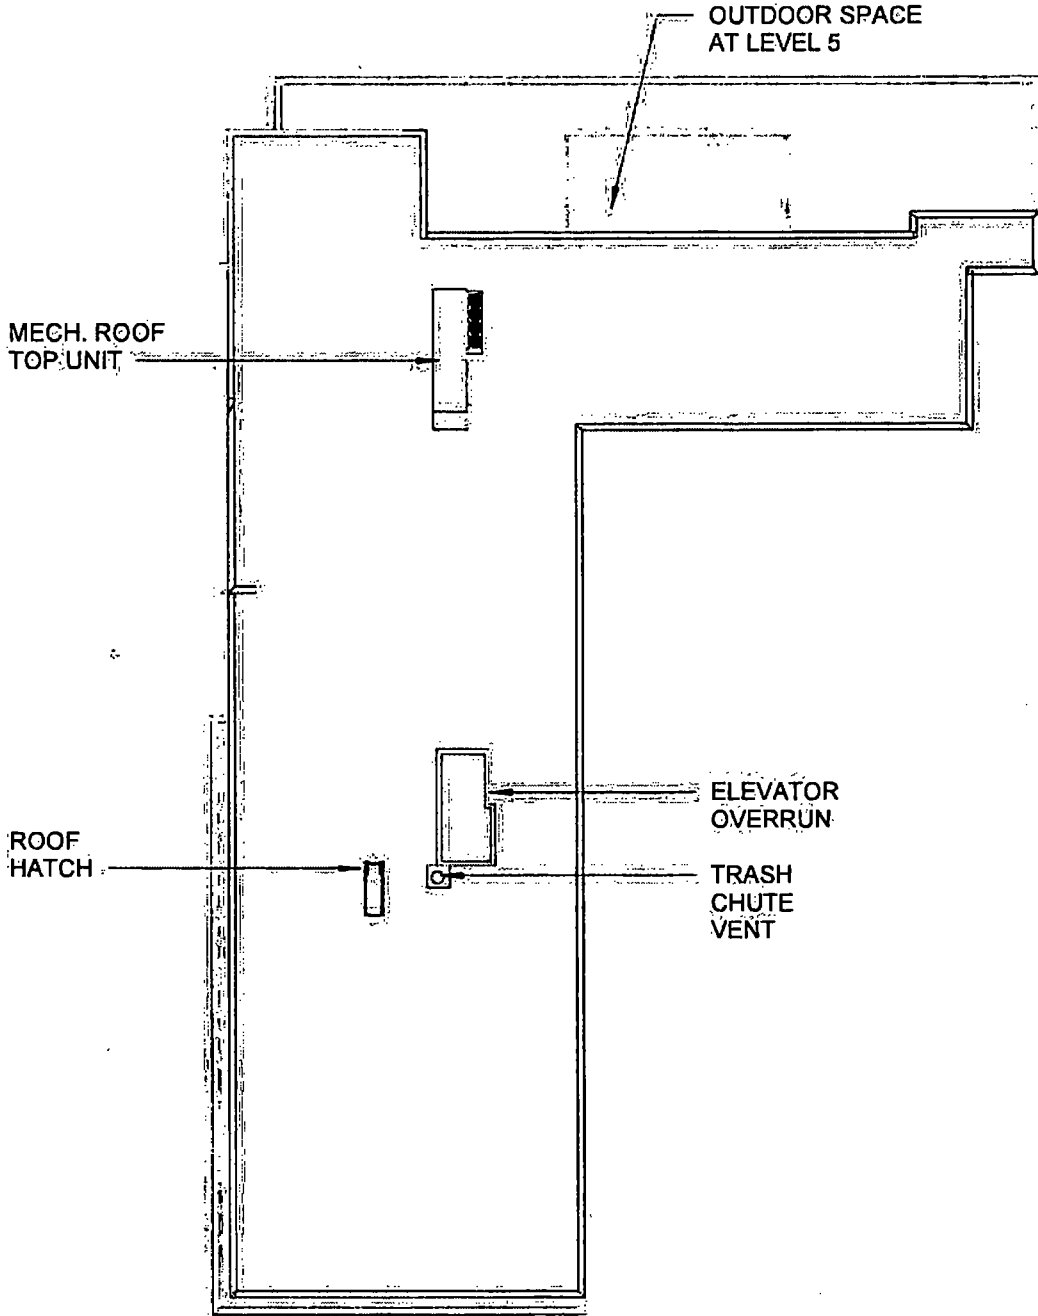 OUTDOOR SPACE
AT LEVEL 5
MECH. ROOF
TOP UNIT
ELEVATOR
OVERRUN
ROOF
HATCH
TRASH
CHUTE
VENT